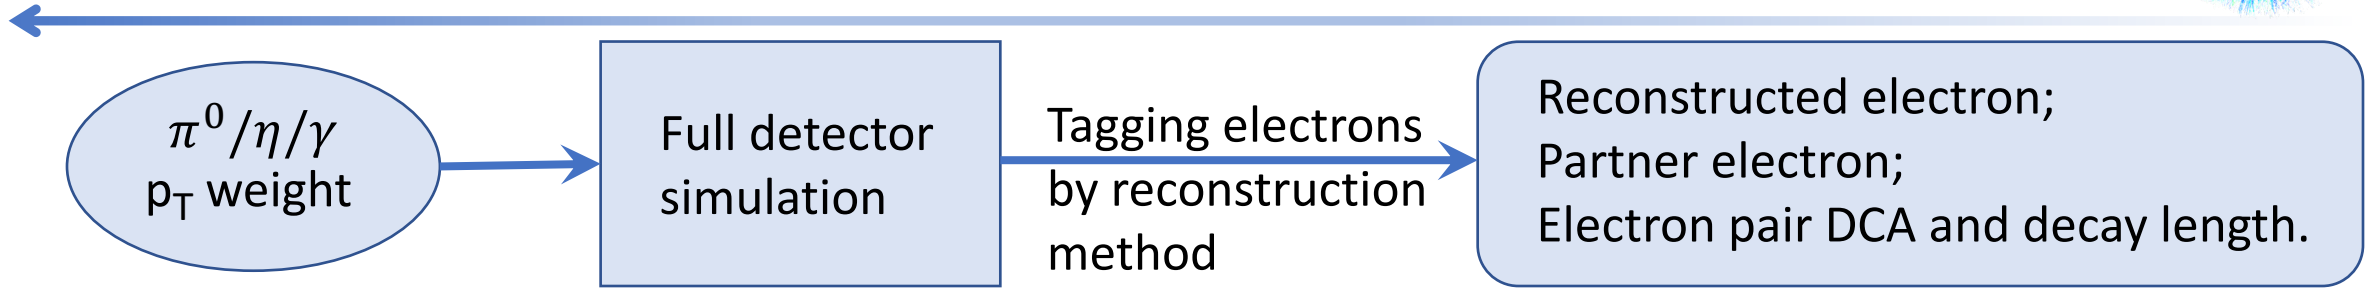 π⁰/η/γ
p_T weight
Full detector
simulation
Tagging electrons
by reconstruction
method
Reconstructed electron;
Partner electron;
Electron pair DCA and decay length.